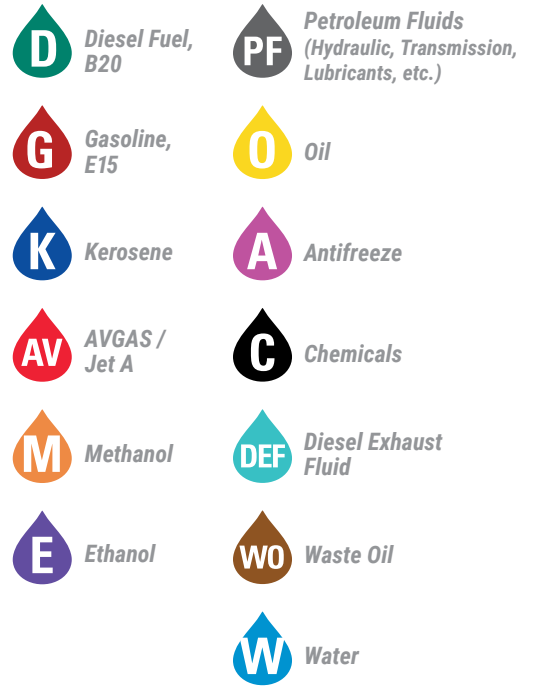 D
Diesel Fuel,
B20
G
Gasoline,
E15
K
Kerosene
AV
AVGAS /
Jet A
M
Methanol
E
Ethanol
PF
Petroleum Fluids
(Hydraulic, Transmission,
Lubricants, etc.)
O
Oil
A
Antifreeze
C
Chemicals
DEF
Diesel Exhaust
Fluid
WO
Waste Oil
W
Water